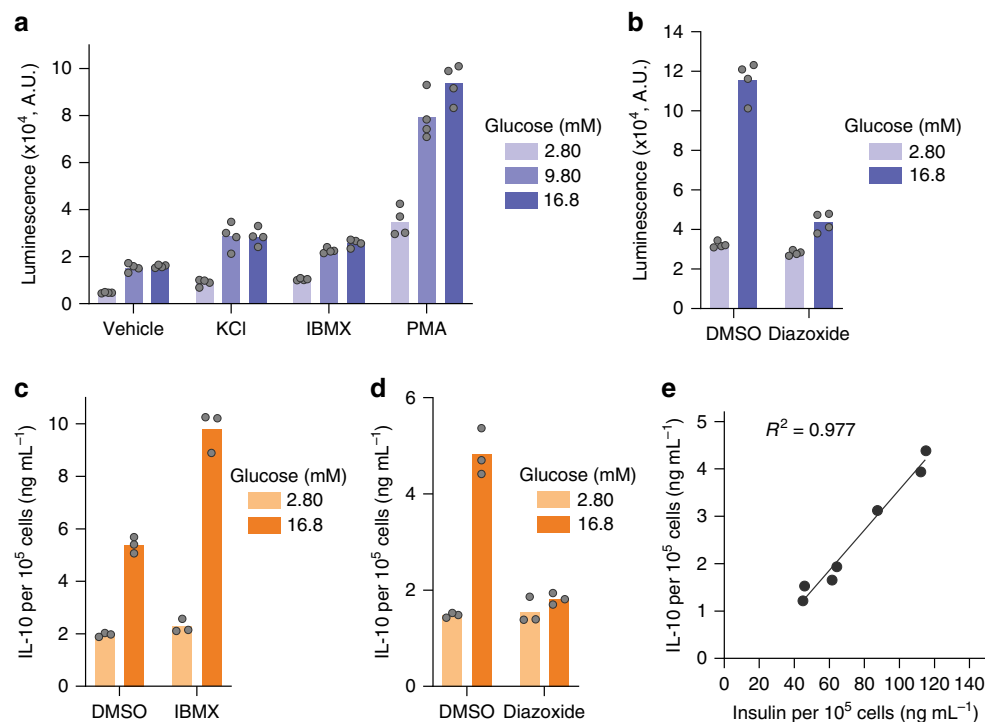 a
Luminescence (x10⁴, A.U.)
10
8
6
4
2
0
Vehicle
KCl
IBMX
PMA
Glucose (mM)
2.80
9.80
16.8
b
Luminescence (x10⁴, A.U.)
14
12
10
8
6
4
2
0
DMSO
Diazoxide
Glucose (mM)
2.80
16.8
c
IL-10 per 10⁵ cells (ng mL⁻¹)
10
8
6
4
2
0
DMSO
IBMX
Glucose (mM)
2.80
16.8
d
IL-10 per 10⁵ cells (ng mL⁻¹)
6
4
2
0
DMSO
Diazoxide
Glucose (mM)
2.80
16.8
e
IL-10 per 10⁵ cells (ng mL⁻¹)
5
4
3
2
1
0
R² = 0.977
0 20 40 60 80 100 120 140
Insulin per 10⁵ cells (ng mL⁻¹)